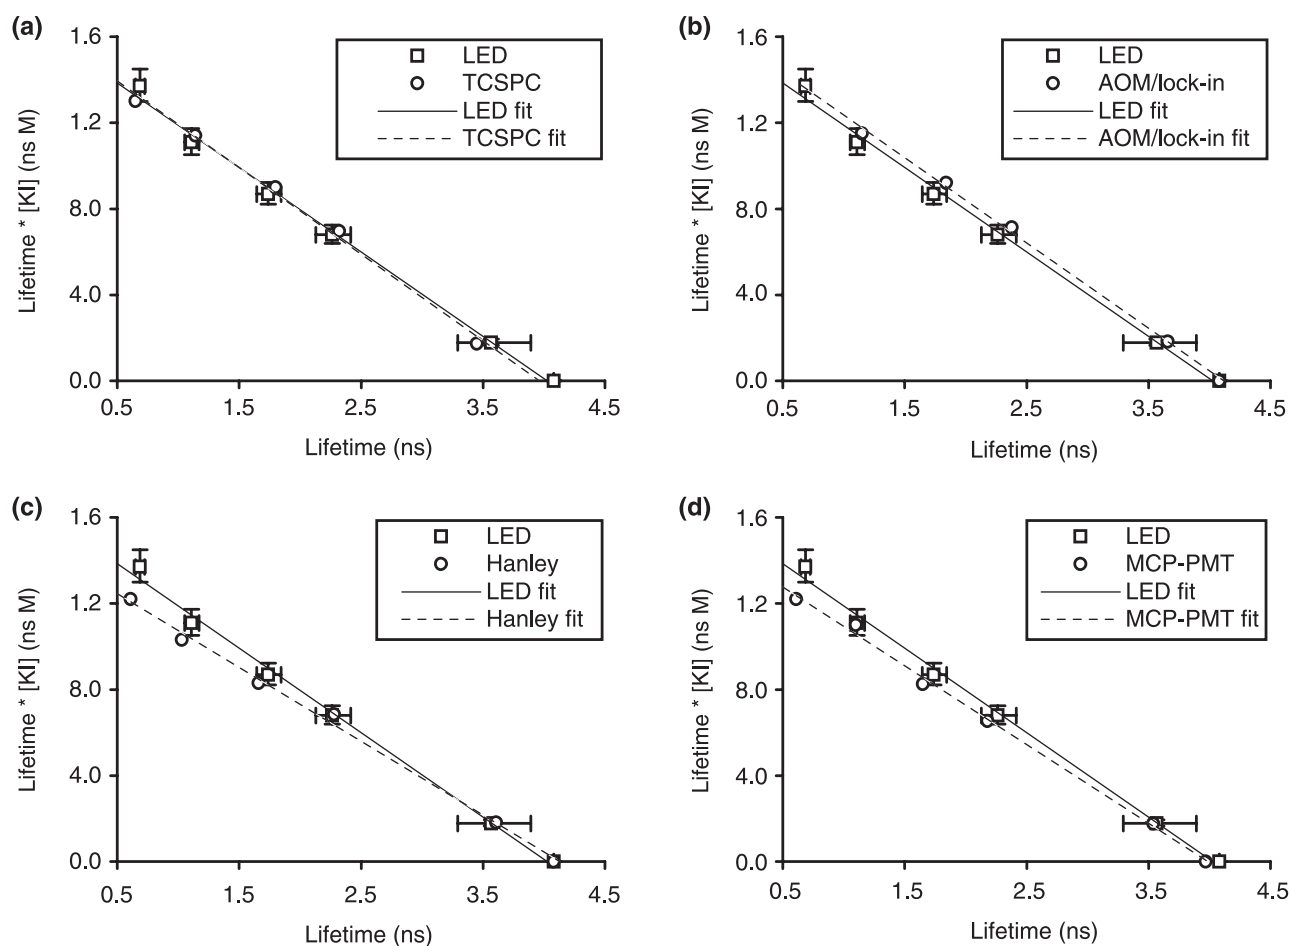 (a)
1.6
1.2
8.0
4.0
0.0
0.5
1.5
2.5
3.5
4.5
Lifetime * [KI] (ns M)
Lifetime (ns)
LED
TCSPC
LED fit
TCSPC fit
(b)
1.6
1.2
8.0
4.0
0.0
0.5
1.5
2.5
3.5
4.5
Lifetime * [KI] (ns M)
Lifetime (ns)
LED
AOM/lock-in
LED fit
AOM/lock-in fit
(c)
1.6
1.2
8.0
4.0
0.0
0.5
1.5
2.5
3.5
4.5
Lifetime * [KI] (ns M)
Lifetime (ns)
LED
Hanley
LED fit
Hanley fit
(d)
1.6
1.2
8.0
4.0
0.0
0.5
1.5
2.5
3.5
4.5
Lifetime * [KI] (ns M)
Lifetime (ns)
LED
MCP-PMT
LED fit
MCP-PMT fit